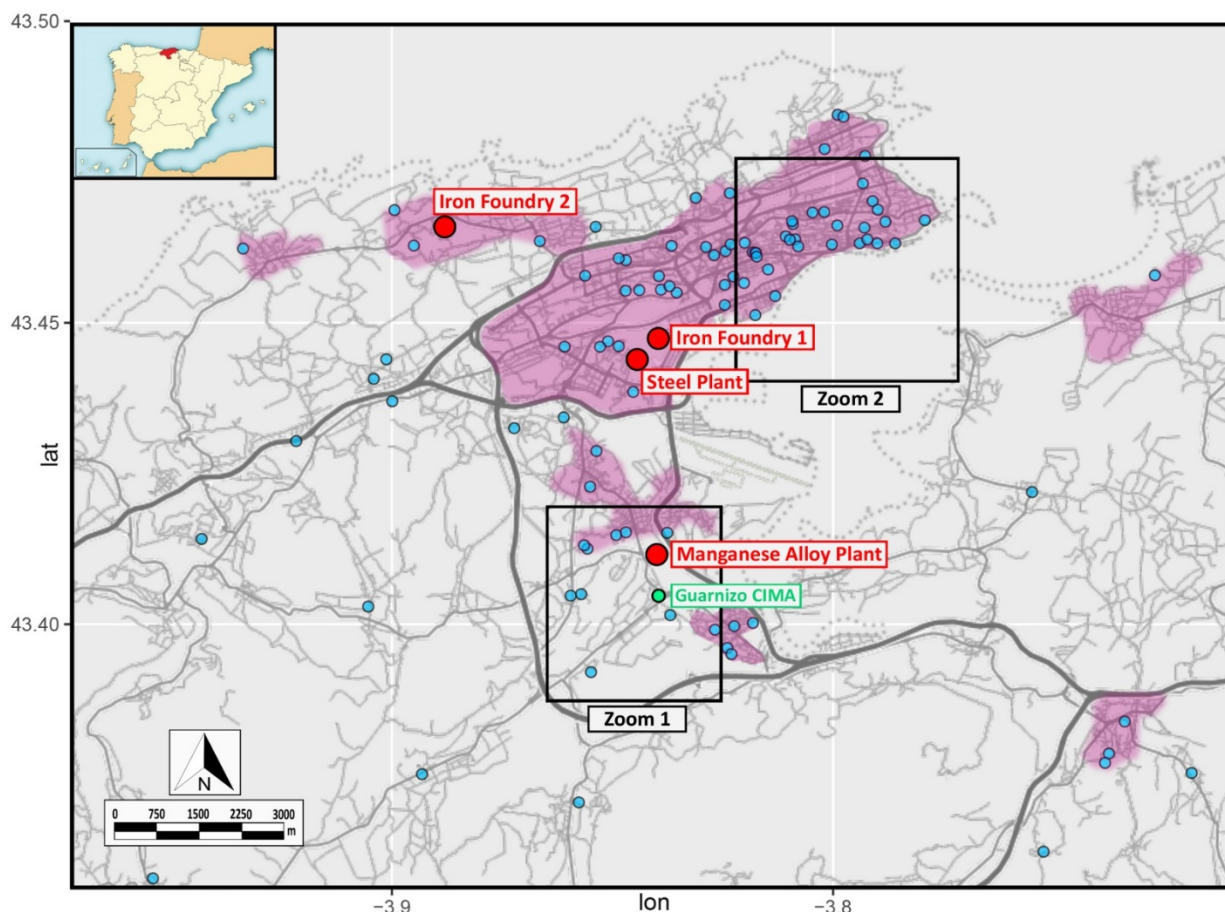 43.50
Iron Foundry 2
43.45
Iron Foundry 1
Steel Plant
Zoom 2
lat
Manganese Alloy Plant
Guarnizo CIMA
43.40
Zoom 1
N
0 750 1500 2250 3000
m
−3.9
lon
−3.8